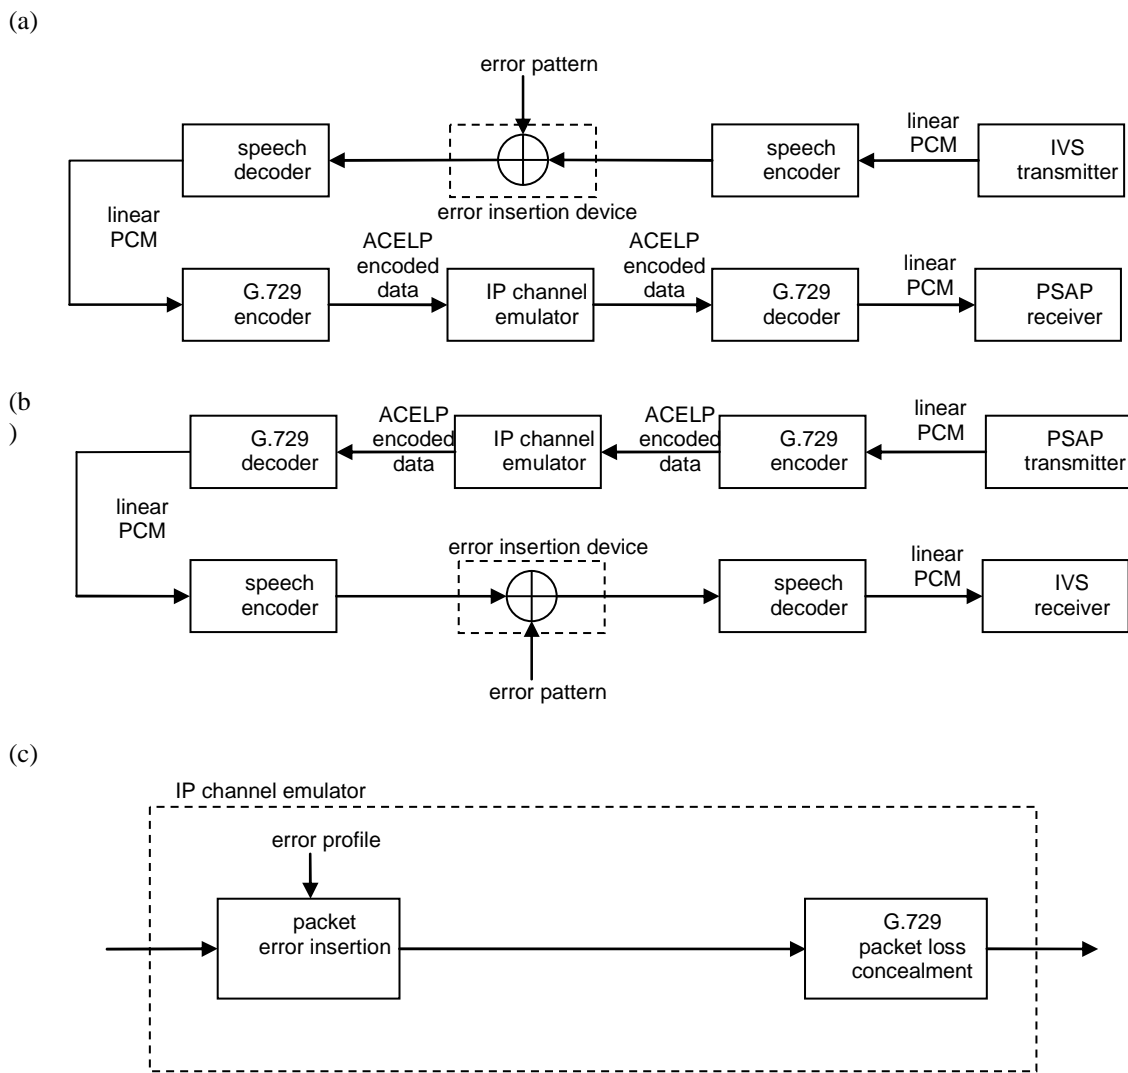 (a)
error pattern
speech
decoder
error insertion device
speech
encoder
linear
PCM
IVS
transmitter
linear
PCM
G.729
encoder
ACELP
encoded
data
IP channel
emulator
ACELP
encoded
data
G.729
decoder
linear
PCM
PSAP
receiver
(b
)
G.729
decoder
ACELP
encoded
data
IP channel
emulator
ACELP
encoded
data
G.729
encoder
linear
PCM
PSAP
transmitter
linear
PCM
speech
encoder
error insertion device
error pattern
speech
decoder
linear
PCM
IVS
receiver
(c)
IP channel emulator
error profile
packet
error insertion
G.729
packet loss
concealment